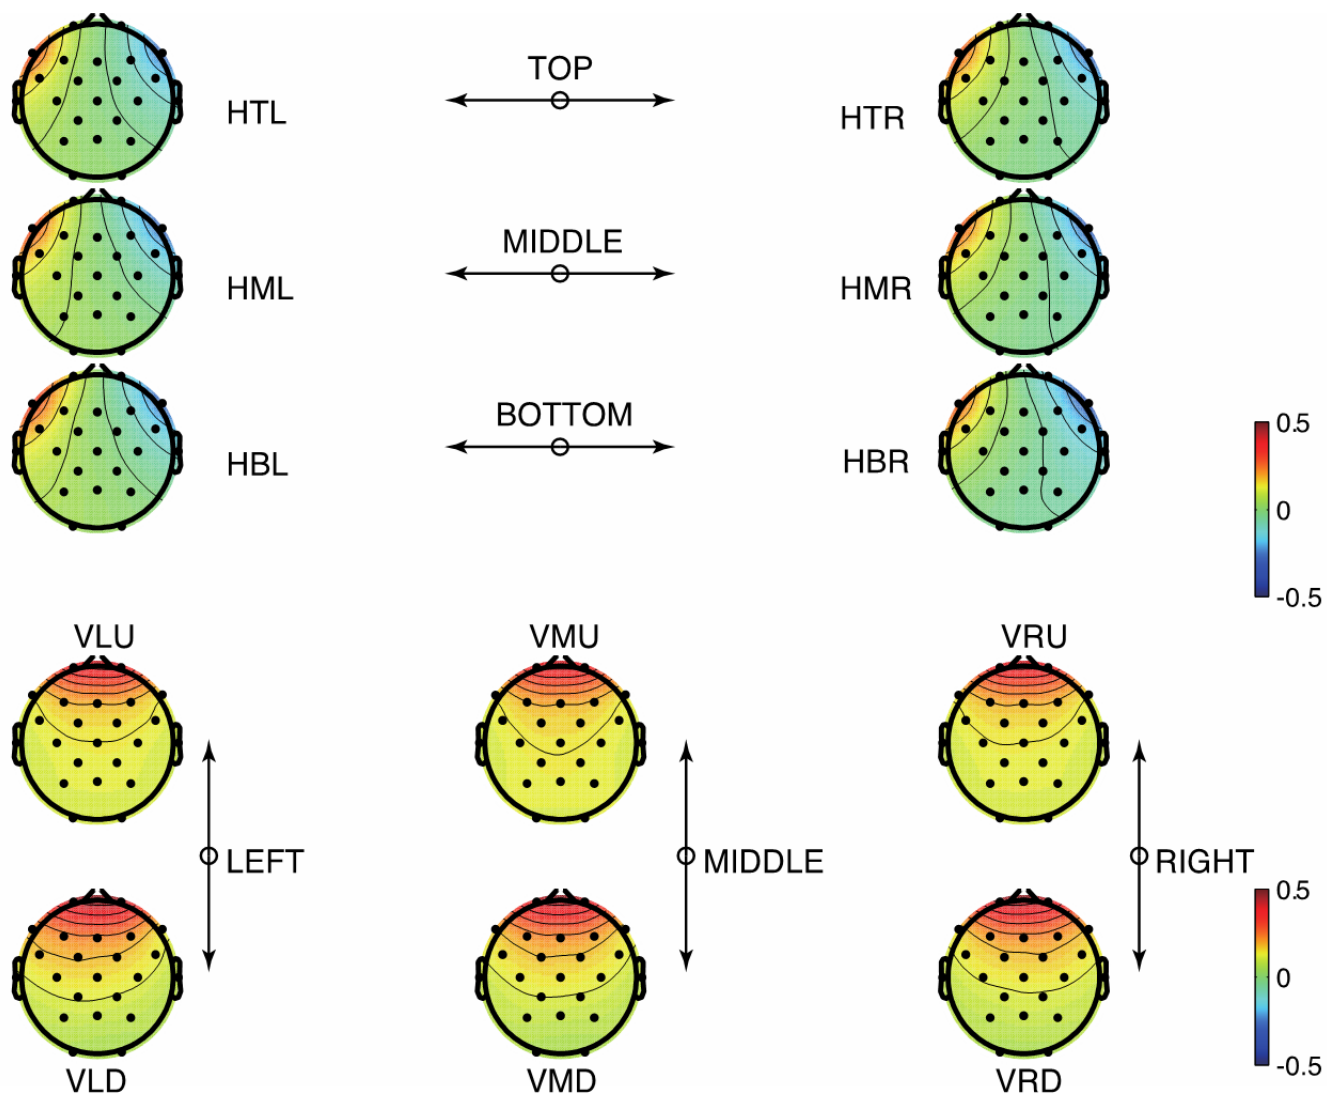 TOP
HTL
HTR
MIDDLE
HML
HMR
BOTTOM
HBL
HBR
0.5
0
-0.5
VLU
VMU
VRU
LEFT
MIDDLE
RIGHT
0.5
0
-0.5
VLD
VMD
VRD